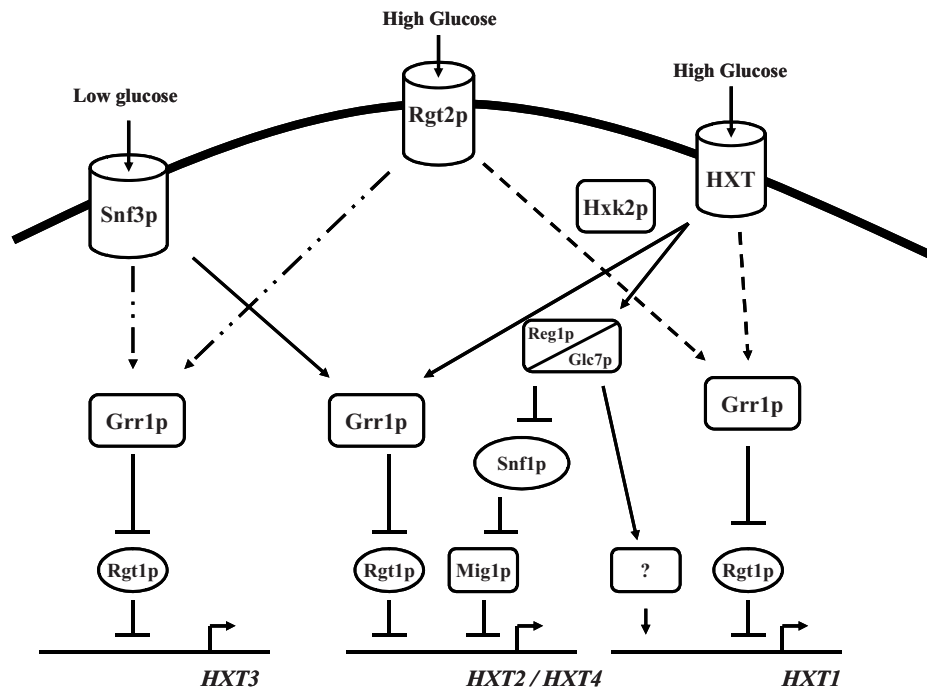 High Glucose
High Glucose
Low glucose
Rgt2p
HXT
Snf3p
Hxk2p
Reg1p
Glc7p
Grr1p
Grr1p
Grr1p
Snf1p
Rgt1p
Rgt1p
Mig1p
?
Rgt1p
HXT3
HXT2 / HXT4
HXT1